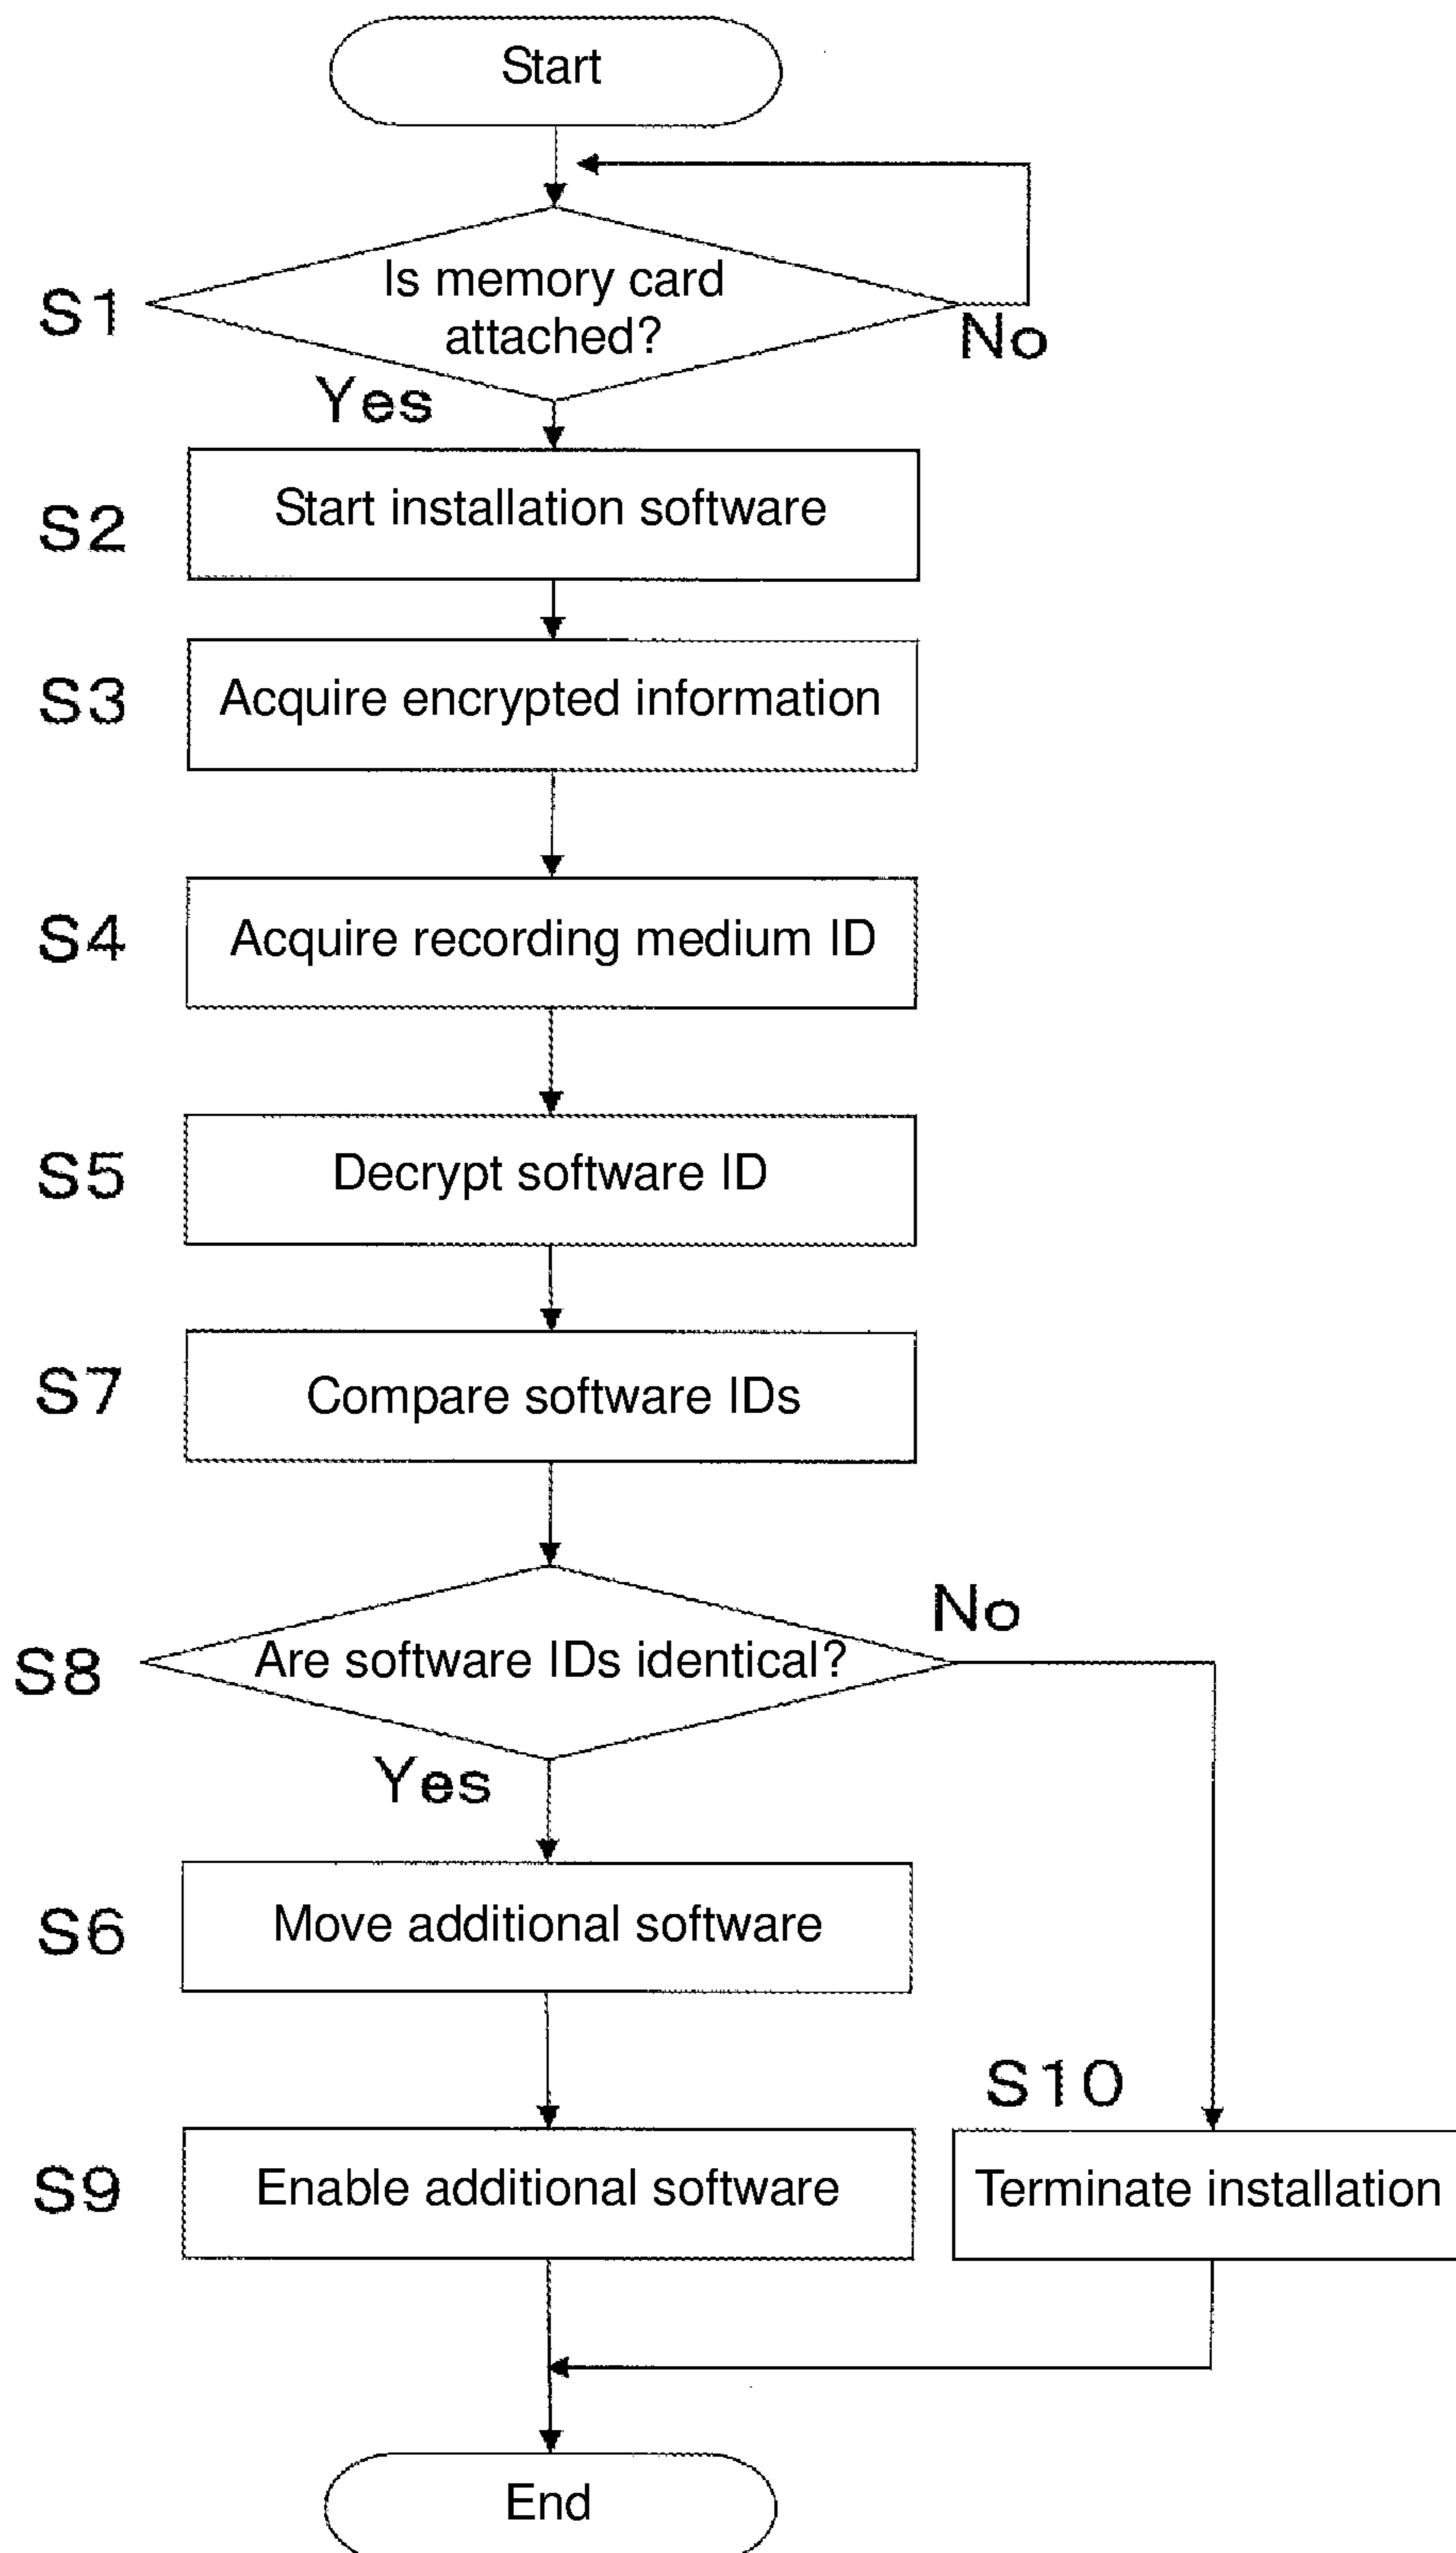 Start
S1
Is memory card
attached?
No
Yes
S2
Start installation software
S3
Acquire encrypted information
S4
Acquire recording medium ID
S5
Decrypt software ID
S7
Compare software IDs
No
S8
Are software IDs identical?
Yes
S6
Move additional software
S10
S9
Enable additional software
Terminate installation
End